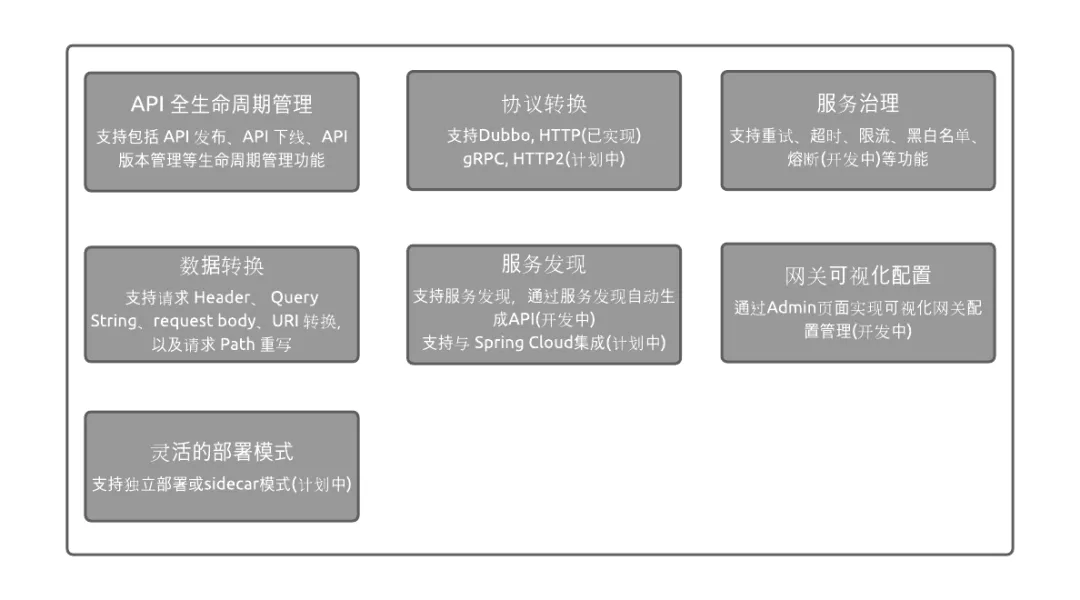 API 全生命周期管理
支持包括 API 发布、API 下线、API
版本管理等生命周期管理功能
协议转换
支持Dubbo, HTTP(已实现)
gRPC, HTTP2(计划中)
服务治理
支持重试、超时、限流、黑白名单、
熔断(开发中)等功能
数据转换
支持请求 Header、 Query
String、request body、URI 转换,
以及请求 Path 重写
服务发现
支持服务发现，通过服务发现自动生
成API(开发中)
支持与 Spring Cloud集成(计划中)
网关可视化配置
通过Admin页面实现可视化网关配
置管理(开发中)
灵活的部署模式
支持独立部署或sidecar模式(计划中)